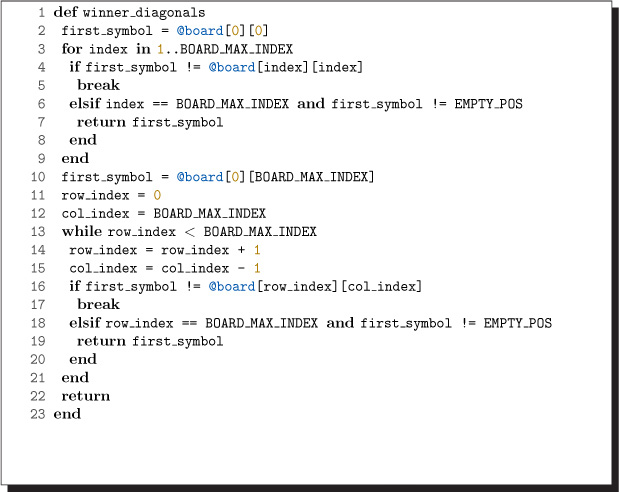 1 def winner_diagonals
2 first_symbol = @board[0][0]
3 for index in 1..BOARD_MAX_INDEX
4 if first_symbol != @board[index][index]
5 break
6 elsif index == BOARD_MAX_INDEX and first_symbol != EMPTY_POS
7 return first_symbol
8 end
9 end
10 first_symbol = @board[0][BOARD_MAX_INDEX]
11 row_index = 0
12 col_index = BOARD_MAX_INDEX
13 while row_index < BOARD_MAX_INDEX
14 row_index = row_index + 1
15 col_index = col_index - 1
16 if first_symbol != @board[row_index][col_index]
17 break
18 elsif row_index == BOARD_MAX_INDEX and first_symbol != EMPTY_POS
19 return first_symbol
20 end
21 end
22 return
23 end